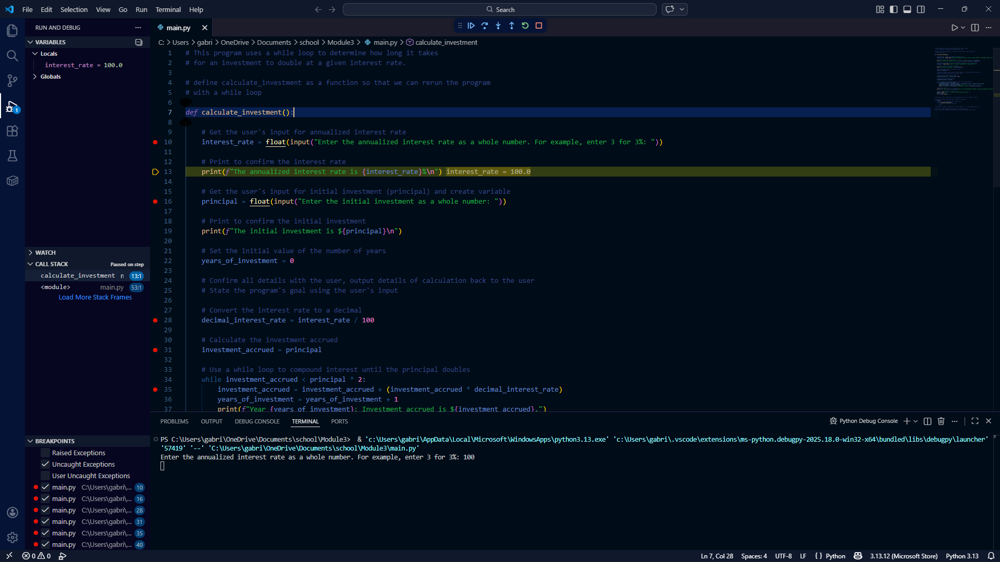 File Edit Selection View Go Run Terminal Help
Search
RUN AND DEBUG
main.py
VARIABLES
Locals
interest_rate = 100.0
Globals
WATCH
CALL STACK Paused on step
calculate_investment 13:1
<module> main.py 53:1
Load More Stack Frames
BREAKPOINTS
Raised Exceptions
Uncaught Exceptions
User Uncaught Exceptions
main.py C:\Users\gabri\... 10
main.py C:\Users\gabri\... 16
main.py C:\Users\gabri\... 28
main.py C:\Users\gabri\... 31
main.py C:\Users\gabri\... 35
main.py C:\Users\gabri\... 40
C: > Users > gabri > OneDrive > Documents > school > Module3 > main.py > calculate_investment
1 # This program uses a while loop to determine how long it takes
2 # for an investment to double at a given interest rate.
3
4 # define calculate_investment as a function so that we can rerun the program
5 # with a while loop
6
7 def calculate_investment():
8
9 # Get the user's input for annualized interest rate
10 interest_rate = float(input("Enter the annualized interest rate as a whole number. For example, enter 3 for 3%: "))
11
12 # Print to confirm the interest rate
13 print(f"The annualized interest rate is {interest_rate}%\n") interest_rate = 100.0
14
15 # Get the user's input for initial investment (principal) and create variable
16 principal = float(input("Enter the initial investment as a whole number: "))
17
18 # Print to confirm the initial investment
19 print(f"The initial investment is ${principal}\n")
20
21 # Set the initial value of the number of years
22 years_of_investment = 0
23
24 # Confirm all details with the user, output details of calculation back to the user
25 # State the program's goal using the user's input
26
27 # Convert the interest rate to a decimal
28 decimal_interest_rate = interest_rate / 100
29
30 # Calculate the investment accrued
31 investment_accrued = principal
32
33 # Use a while loop to compound interest until the principal doubles
34 while investment_accrued < principal * 2:
35 investment_accrued = investment_accrued + (investment_accrued * decimal_interest_rate)
36 years_of_investment = years_of_investment + 1
37 print(f"Year {years_of_investment}: Investment accrued is ${investment_accrued}.")
PROBLEMS OUTPUT DEBUG CONSOLE TERMINAL PORTS
Python Debug Console
PS C:\Users\gabri\OneDrive\Documents\school\Module3> & 'c:\Users\gabri\AppData\Local\Microsoft\WindowsApps\python3.13.exe' 'c:\Users\gabri\.vscode\extensions\ms-python.debugpy-2025.18.0-win32-x64\bundled\libs\debugpy\launcher'
'57419' '--' 'C:\Users\gabri\OneDrive\Documents\school\Module3\main.py'
Enter the annualized interest rate as a whole number. For example, enter 3 for 3%: 100
1
0 0
Ln 7, Col 28 Spaces: 4 UTF-8 LF { } Python 3.13.12 (Microsoft Store) Python 3.13